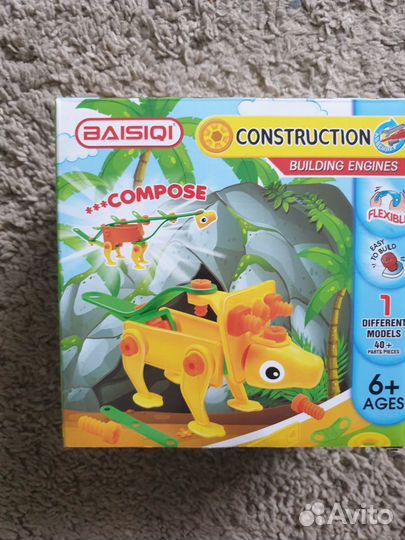 BAISIQI
CONSTRUCTION
BUILDING ENGINES
***COMPOSE
FLEXIBLE
EASY
TO BUILD
1
DIFFERENT
MODELS
40+
PARTS/PIECES
6+
AGES
Avito